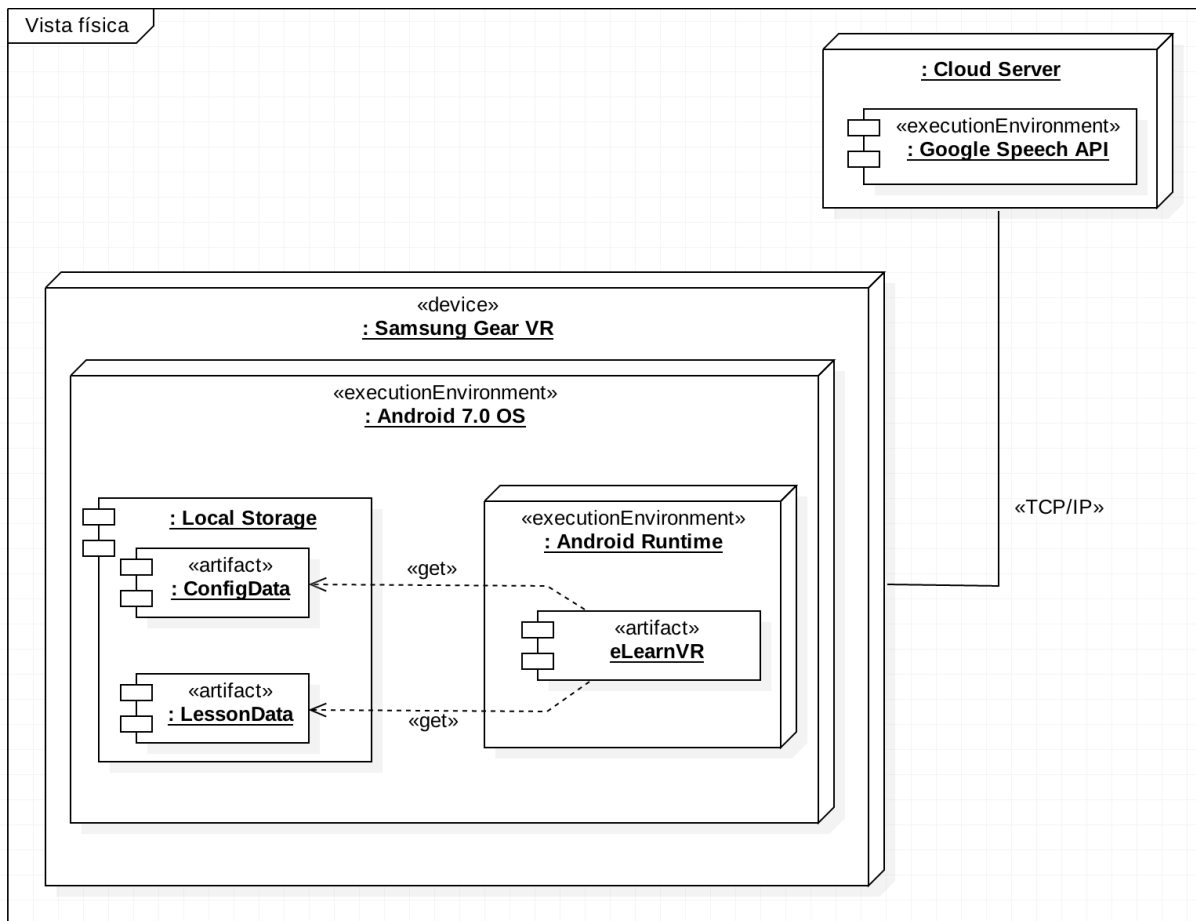 Vista física
: Cloud Server
«executionEnvironment»
: Google Speech API
«device»
: Samsung Gear VR
«executionEnvironment»
: Android 7.0 OS
: Local Storage
«artifact»
: ConfigData
«artifact»
: LessonData
«get»
«get»
«executionEnvironment»
: Android Runtime
«artifact»
eLearnVR
«TCP/IP»